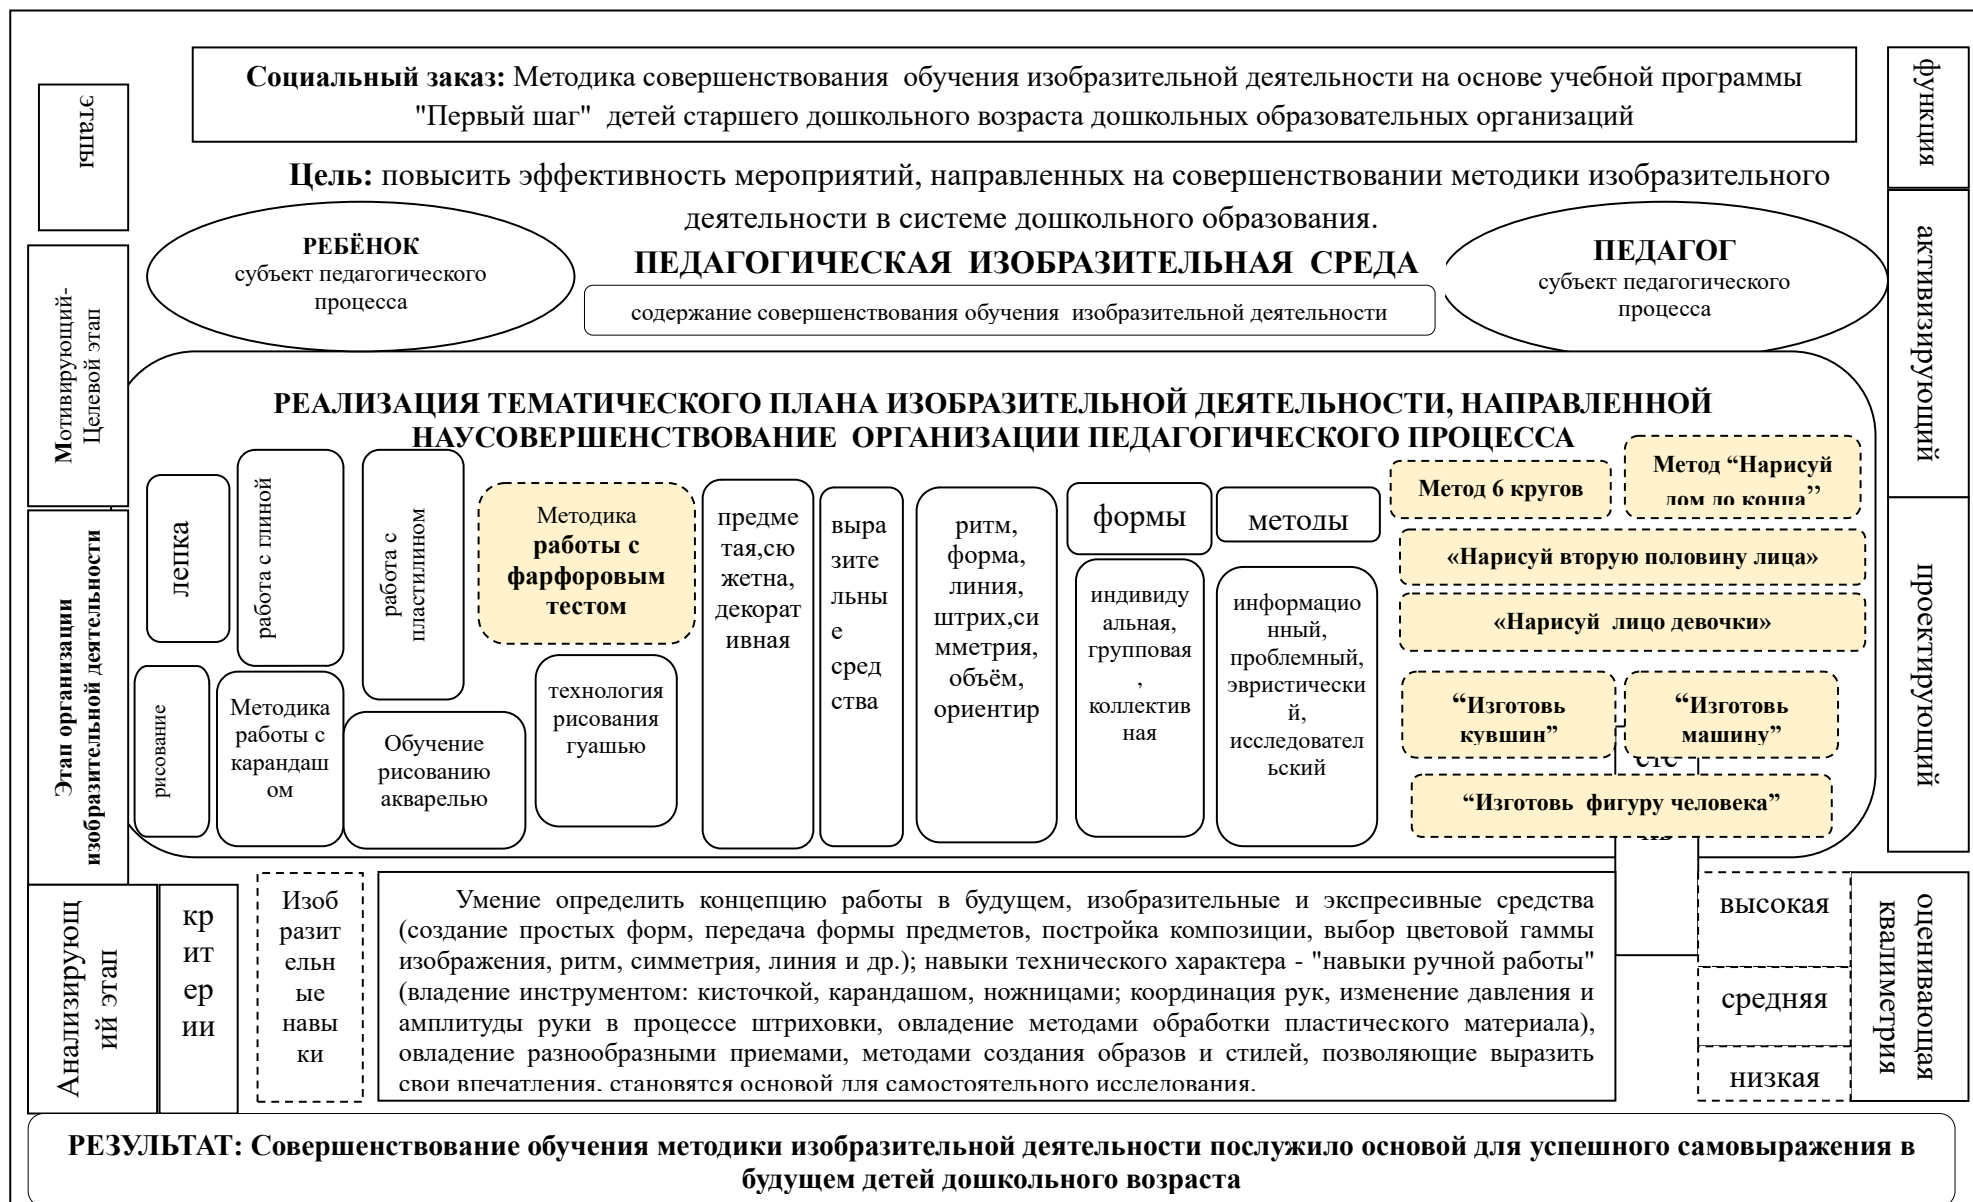 Социальный заказ: Методика совершенствования обучения изобразительной деятельности на основе учебной программы
"Первый шаг" детей старшего дошкольного возраста дошкольных образовательных организаций
функция
этапы
Цель: повысить эффективность мероприятий, направленных на совершенствовании методики изобразительного
деятельности в системе дошкольного образования.
РЕБЁНОК
субъект педагогического
процесса
ПЕДАГОГИЧЕСКАЯ ИЗОБРАЗИТЕЛЬНАЯ СРЕДА
содержание совершенствования обучения изобразительной деятельности
ПЕДАГОГ
субъект педагогического
процесса
активизирующий
Мотивирующий-
Целевой этап
РЕАЛИЗАЦИЯ ТЕМАТИЧЕСКОГО ПЛАНА ИЗОБРАЗИТЕЛЬНОЙ ДЕЯТЕЛЬНОСТИ, НАПРАВЛЕННОЙ
НАУСОВЕРШЕНСТВОВАНИЕ ОРГАНИЗАЦИИ ПЕДАГОГИЧЕСКОГО ПРОЦЕССА
Этап организации
изобразительной деятельности
лепка
работа с глиной
работа с
пластилином
Методика
работы с
фарфоровым
тестом
предме
тая,сю
жетна,
декорат
ивная
выра
зите
льны
е
сред
ства
ритм,
форма,
линия,
штрих,си
мметрия,
объём,
ориентир
формы
методы
индивиду
альная,
групповая
,
коллектив
ная
информацио
нный,
проблемный,
эвристически
й,
исследовател
ьский
Метод 6 кругов
Метод “Нарисуй
дом до конца”
«Нарисуй вторую половину лица»
«Нарисуй лицо девочки»
“Изготовь
кувшин”
“Изготовь
машину”
“Изготовь фигуру человека”
проектирующий
рисование
Методика
работы с
карандаш
ом
Обучение
рисованию
акварелью
технология
рисования
гуашью
Анализирующ
ий этап
кр
ит
ер
ии
Изоб
разит
ельн
ые
навы
ки
Умение определить концепцию работы в будущем, изобразительные и экспресивные средства
(создание простых форм, передача формы предметов, постройка композиции, выбор цветовой гаммы
изображения, ритм, симметрия, линия и др.); навыки технического характера - "навыки ручной работы"
(владение инструментом: кисточкой, карандашом, ножницами; координация рук, изменение давления и
амплитуды руки в процессе штриховки, овладение методами обработки пластического материала),
овладение разнообразными приемами, методами создания образов и стилей, позволяющие выразить
свои впечатления, становятся основой для самостоятельного исследования.
высокая
средняя
низкая
оценивающая
квалиметрия
РЕЗУЛЬТАТ: Совершенствование обучения методики изобразительной деятельности послужило основой для успешного самовыражения в
будущем детей дошкольного возраста